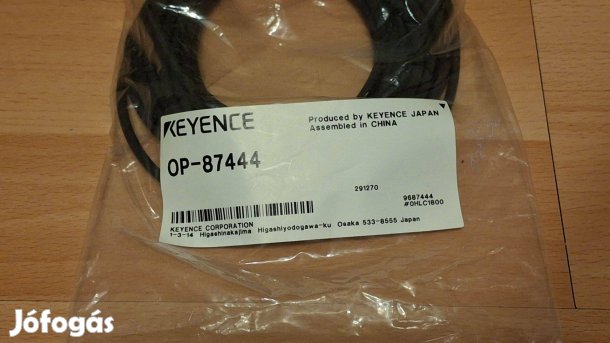 KEYENCE
Produced by KEYENCE JAPAN
Assembled in CHINA
OP-87444
291270
9687444
#0HLC1800
KEYENCE CORPORATION
1-3-14 Higashinakajima Higashiyodogawa-ku Osaka 533-8555 Japan
Jófogás